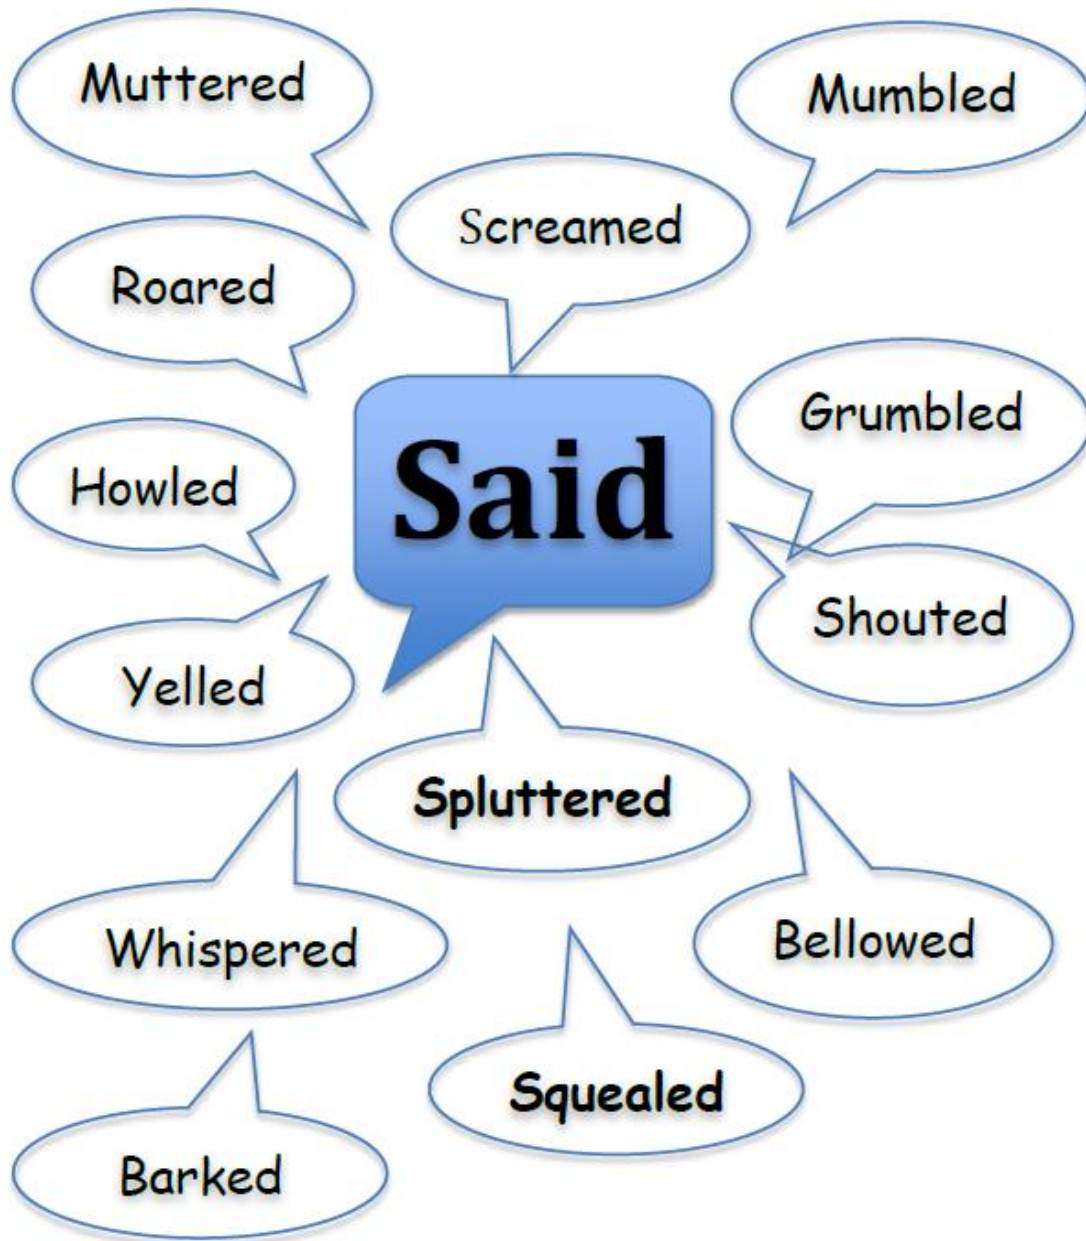 Muttered
Mumbled
Screamed
Roared
Grumbled
Said
Howled
Shouted
Yelled
Spluttered
Whispered
Bellowed
Squealed
Barked